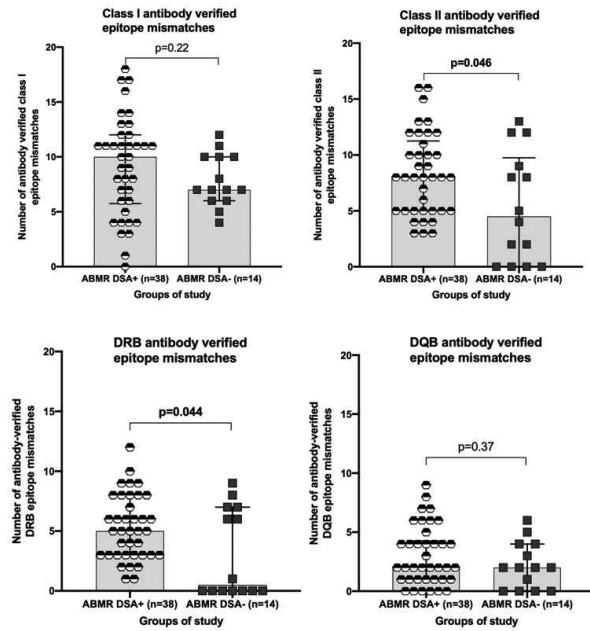 Class I antibody verified
epitope mismatches
p=0.22
Number of antibody verified class I
epitope mismatches
20
15
10
5
0
ABMR DSA+ (n=38) ABMR DSA- (n=14)
Groups of study
Class II antibody verified
epitope mismatches
p=0.046
Number of antibody verified class II
epitope mismatches
20
15
10
5
0
ABMR DSA+ (n=38) ABMR DSA- (n=14)
Groups of study
DRB antibody verified
epitope mismatches
p=0.044
Number of antibody-verified
DRB epitope mismatches
20
15
10
5
0
ABMR DSA+ (n=38) ABMR DSA- (n=14)
Groups of study
DQB antibody verified
epitope mismatches
p=0.37
Number of antibody-verified
DQB epitope mismatches
20
15
10
5
0
ABMR DSA+ (n=38) ABMR DSA- (n=14)
Groups of study